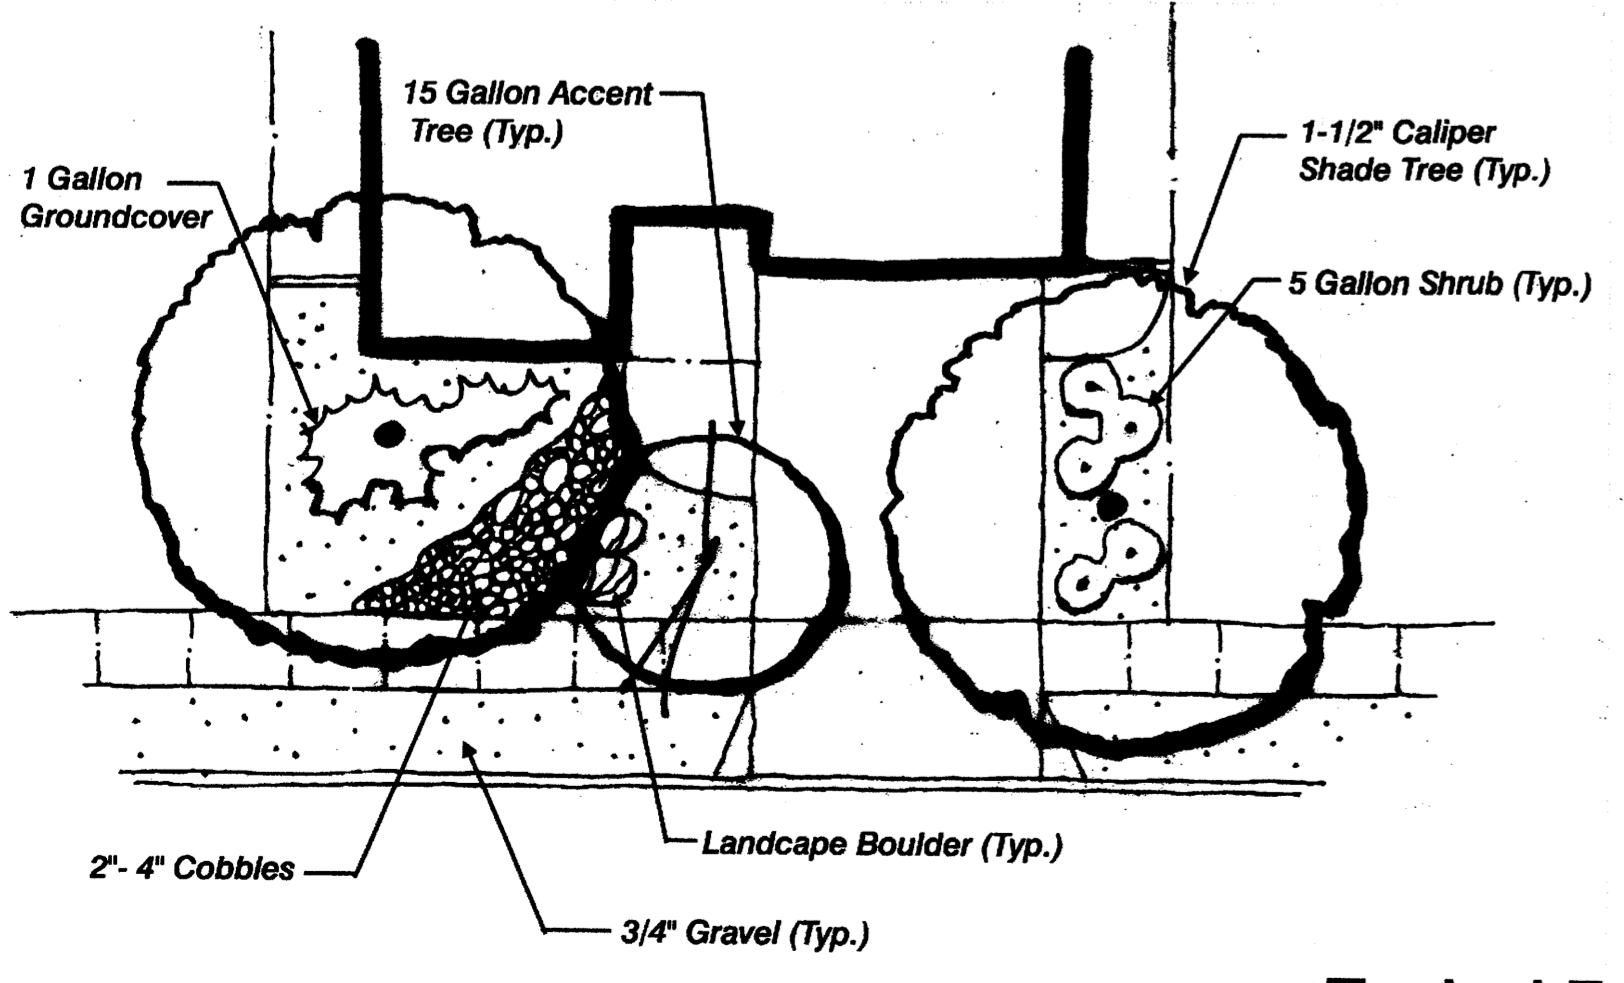 15 Gallon Accent
Tree (Typ.)
1-1/2" Caliper
Shade Tree (Typ.)
1 Gallon
Groundcover
5 Gallon Shrub (Typ.)
Landcape Boulder (Typ.)
2"- 4" Cobbles
3/4" Gravel (Typ.)